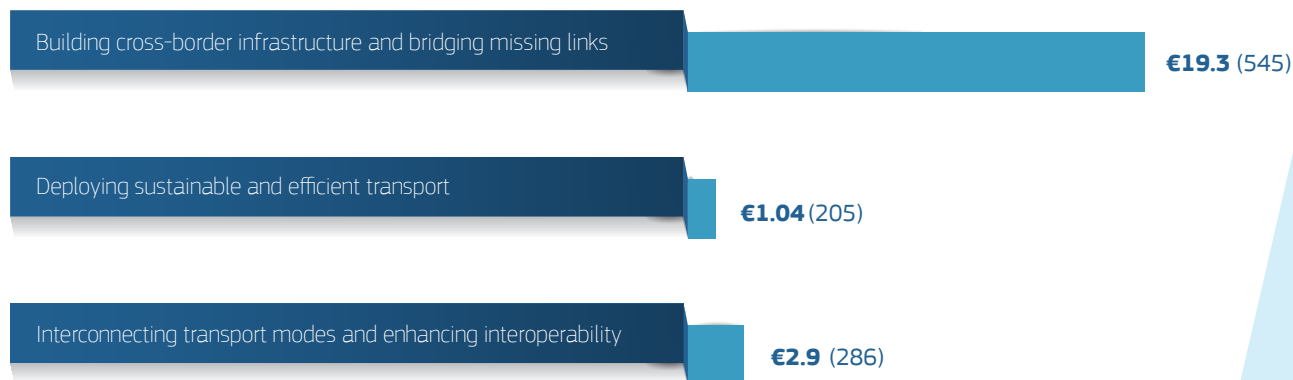 Building cross-border infrastructure and bridging missing links
€19.3 (545)
Deploying sustainable and efficient transport
€1.04 (205)
Interconnecting transport modes and enhancing interoperability
€2.9 (286)